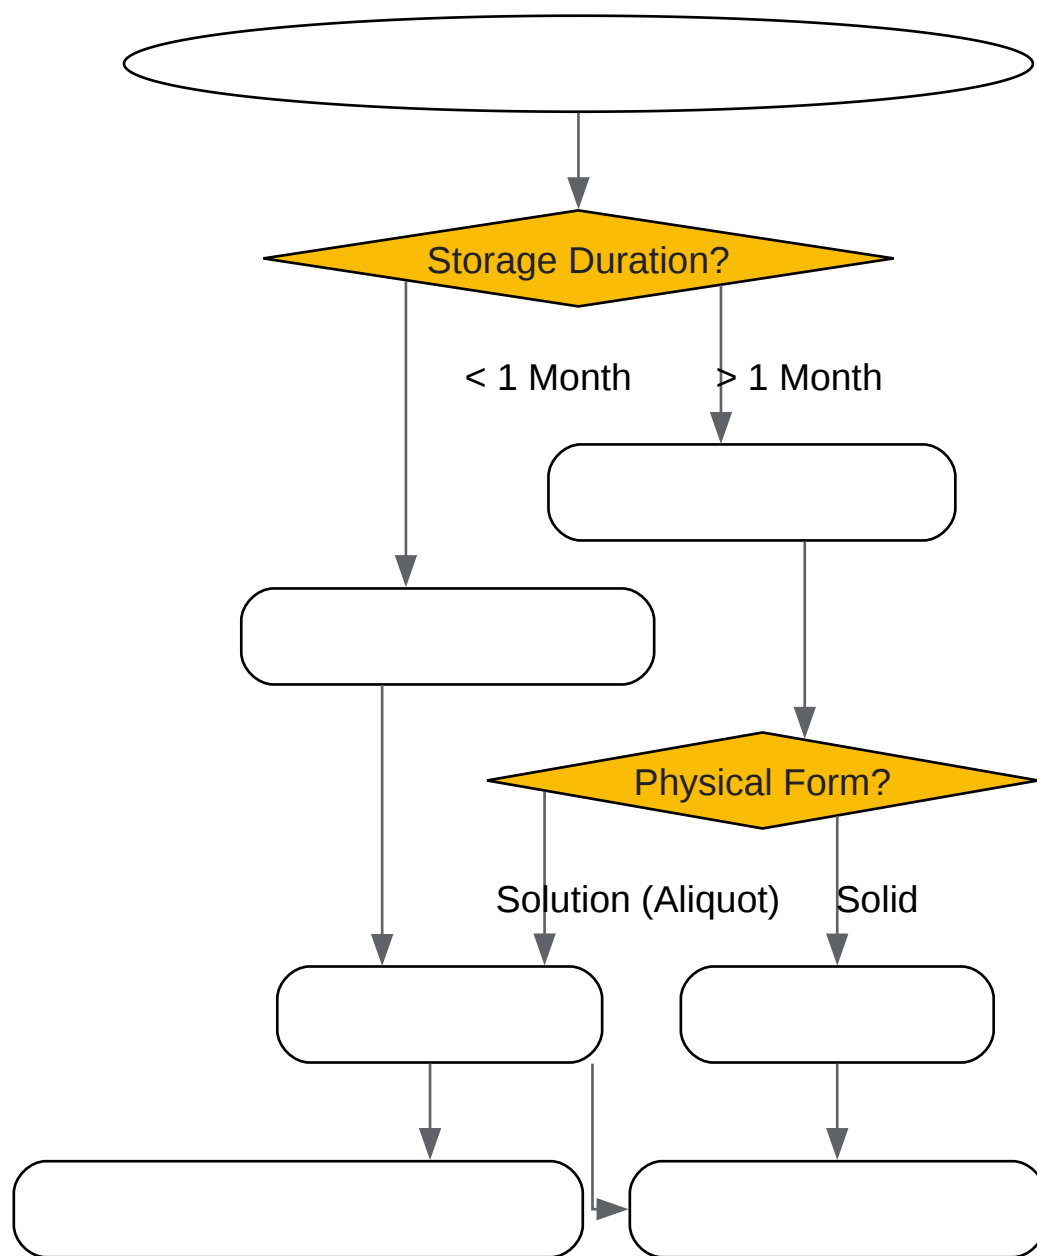 Storage Duration?
< 1 Month
> 1 Month
Physical Form?
Solution (Aliquot)
Solid